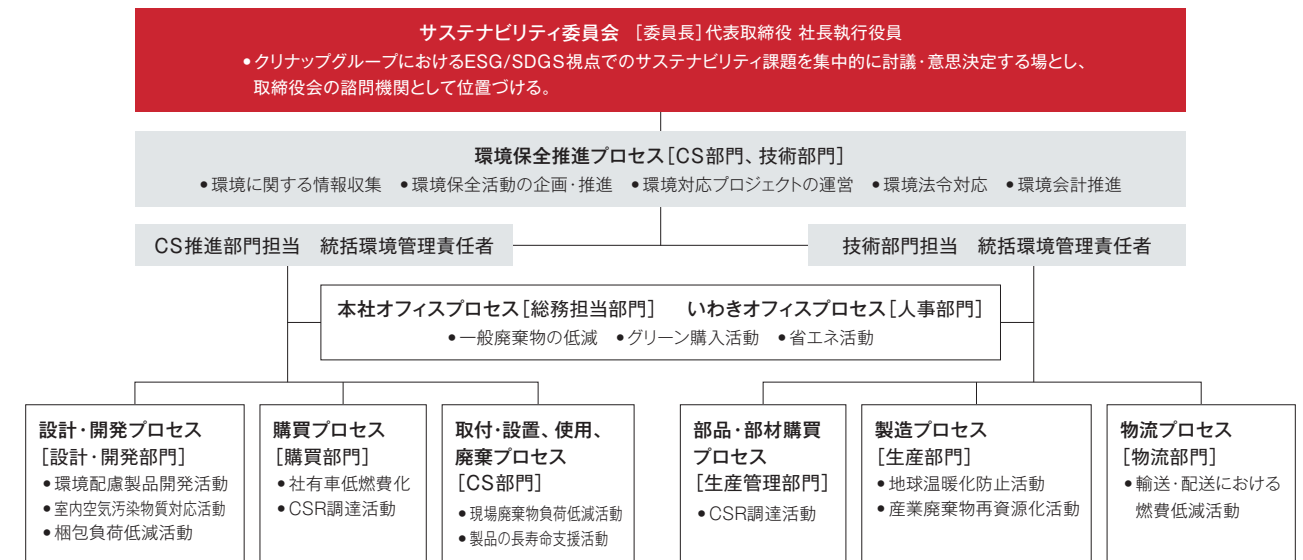 サステナビリティ委員会 ［委員長］代表取締役 社長執行役員
●クリナップグループにおけるESG/SDGS視点でのサステナビリティ課題を集中的に討議・意思決定する場とし、
取締役会の諮問機関として位置づける。
環境保全推進プロセス［CS部門、技術部門］
●環境に関する情報収集 ●環境保全活動の企画・推進 ●環境対応プロジェクトの運営 ●環境法令対応 ●環境会計推進
CS推進部門担当 統括環境管理責任者
技術部門担当 統括環境管理責任者
本社オフィスプロセス［総務担当部門］ いわきオフィスプロセス［人事部門］
●一般廃棄物の低減 ●グリーン購入活動 ●省エネ活動
設計・開発プロセス
［設計・開発部門］
●環境配慮製品開発活動
●室内空気汚染物質対応活動
●梱包負荷低減活動
購買プロセス
［購買部門］
●社有車低燃費化
●CSR調達活動
取付・設置、使用、
廃棄プロセス
［CS部門］
●現場廃棄物負荷低減活動
●製品の長寿命支援活動
部品・部材購買
プロセス
［生産管理部門］
●CSR調達活動
製造プロセス
［生産部門］
●地球温暖化防止活動
●産業廃棄物再資源化活動
物流プロセス
［物流部門］
●輸送・配送における
燃費低減活動